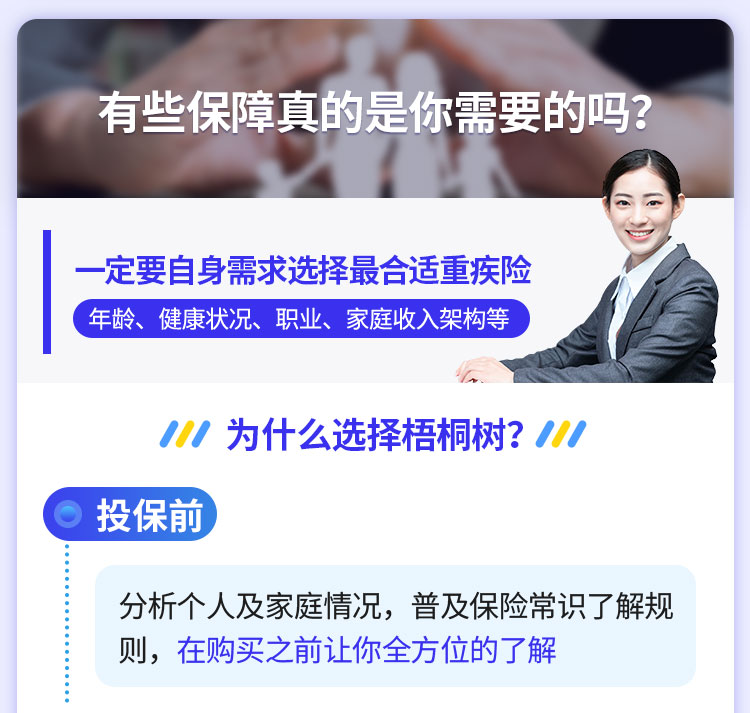 有些保障真的是你需要的吗?
一定要自身需求选择最合适重疾险
年龄、健康状况、职业、家庭收入架构等
为什么选择梧桐树?
投保前
分析个人及家庭情况，普及保险常识了解规
则，在购买之前让你全方位的了解